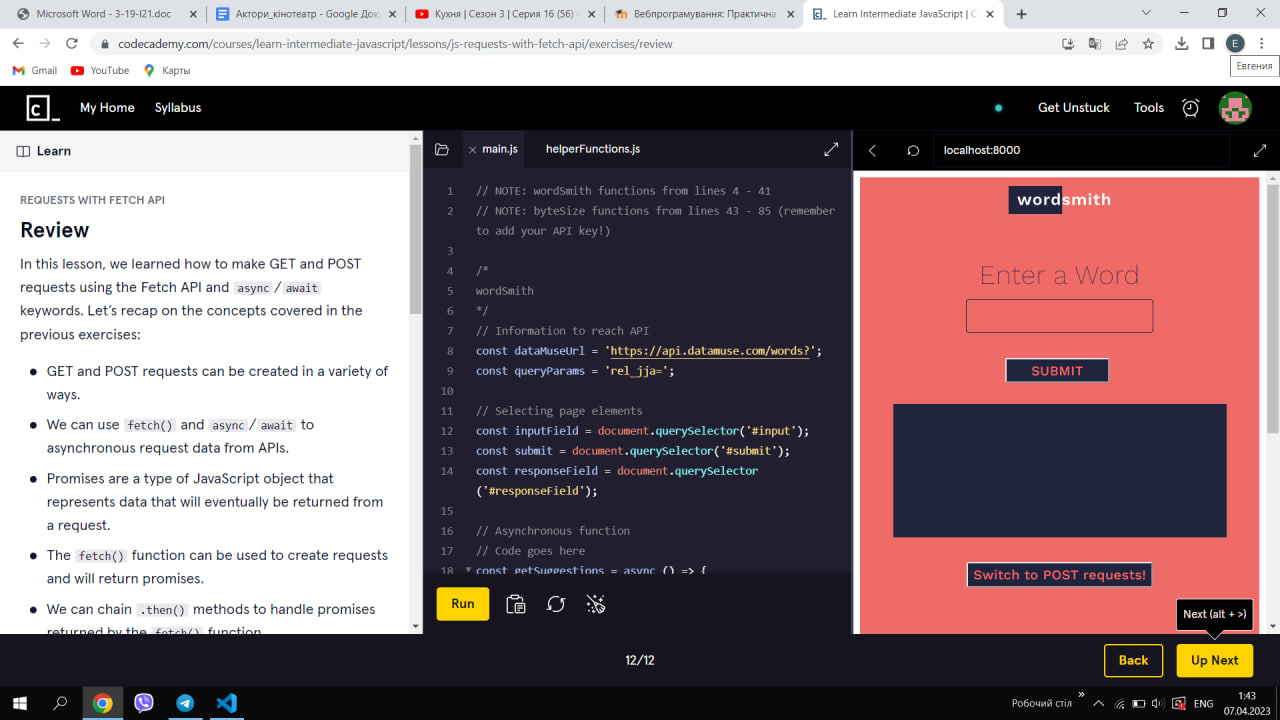 Microsoft Word - 3-19-l21.doc
Актори_кінотеатр - Google Док
Кухня | Сезон 3 | Серия 16 (56) -
Вебпрограмування: Практична
Learn Intermediate JavaScript | C
codecademy.com/courses/learn-intermediate-javascript/lessons/js-requests-with-fetch-api/exercises/review
E
Gmail
YouTube
Карты
Евгения
c_
My Home
Syllabus
Get Unstuck
Tools
Learn
main.js
helperFunctions.js
localhost:8000
REQUESTS WITH FETCH API
Review
In this lesson, we learned how to make GET and POST
requests using the Fetch API and async / await
keywords. Let's recap on the concepts covered in the
previous exercises:
GET and POST requests can be created in a variety of
ways.
We can use fetch() and async / await to
asynchronous request data from APIs.
Promises are a type of JavaScript object that
represents data that will eventually be returned from
a request.
The fetch() function can be used to create requests
and will return promises.
We can chain .then() methods to handle promises
returned by the fetch() function.
1 // NOTE: wordSmith functions from lines 4 - 41
2 // NOTE: byteSize functions from lines 43 - 85 (remember
to add your API key!)
3
4 /*
5 wordSmith
6 */
7 // Information to reach API
8 const dataMuseUrl = 'https://api.datamuse.com/words?';
9 const queryParams = 'rel_jja=';
10
11 // Selecting page elements
12 const inputField = document.querySelector('#input');
13 const submit = document.querySelector('#submit');
14 const responseField = document.querySelector
('#responseField');
15
16 // Asynchronous function
17 // Code goes here
18 const getSuggestions = async () => {
Run
wordsmith
Enter a Word
SUBMIT
Switch to POST requests!
Next (alt + >)
12/12
Back
Up Next
Робочий стіл
ENG
1:43
07.04.2023